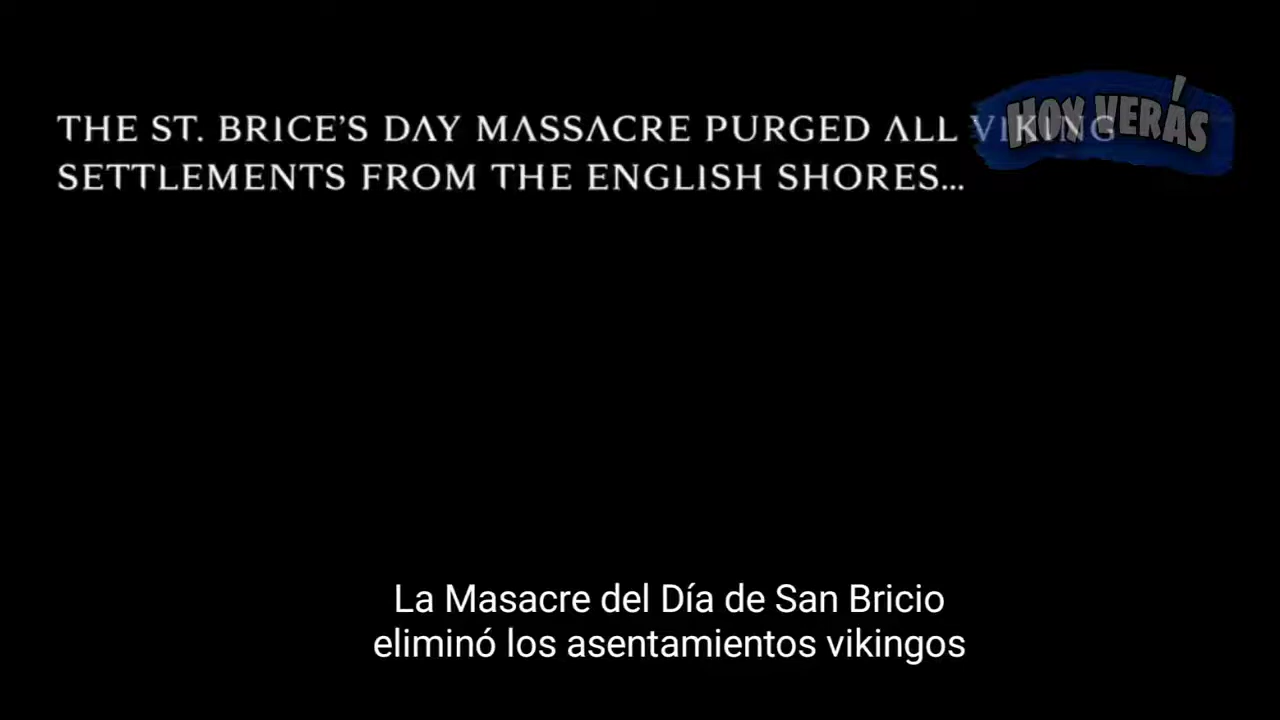 THE ST. BRICE'S DAY MASSACRE PURGED ALL VIKING
SETTLEMENTS FROM THE ENGLISH SHORES...
HOY VERÁS
La Masacre del Día de San Bricio
eliminó los asentamientos vikingos